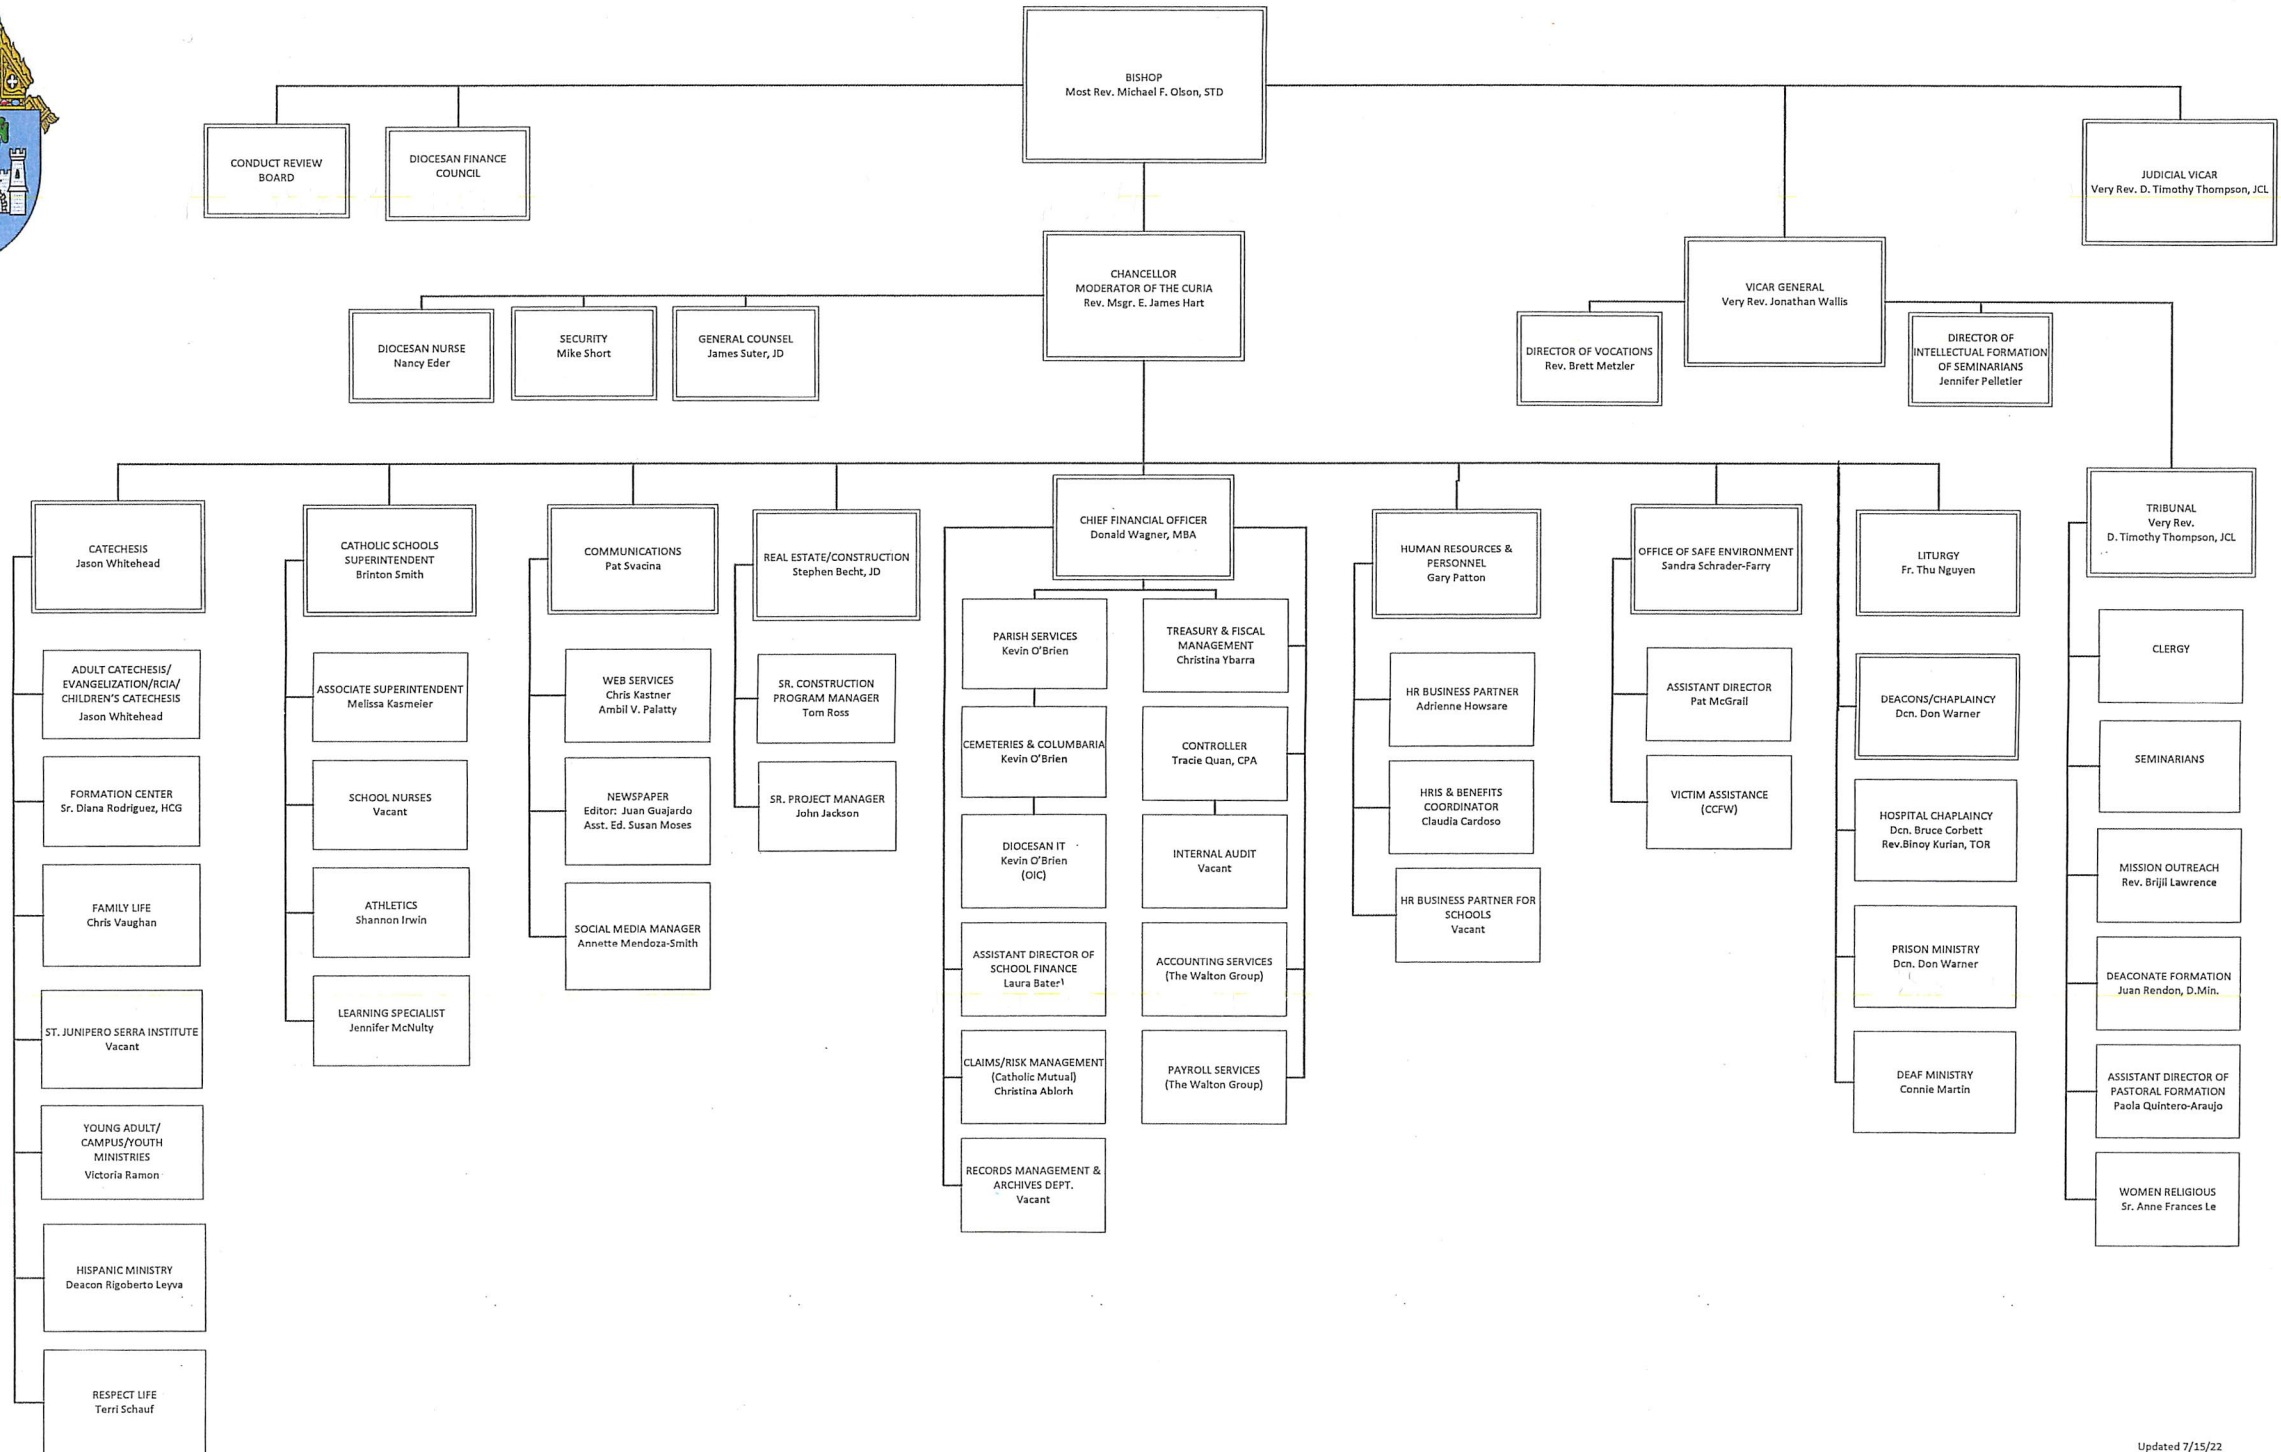 BISHOP
Most Rev. Michael F. Olson, STD
CONDUCT REVIEW
BOARD
DIOCESAN FINANCE
COUNCIL
JUDICIAL VICAR
Very Rev. D. Timothy Thompson, JCL
CHANCELLOR
MODERATOR OF THE CURIA
Rev. Msgr. E. James Hart
VICAR GENERAL
Very Rev. Jonathan Wallis
DIOCESAN NURSE
Nancy Eder
SECURITY
Mike Short
GENERAL COUNSEL
James Suter, JD
DIRECTOR OF VOCATIONS
Rev. Brett Metzler
DIRECTOR OF
INTELLECTUAL FORMATION
OF SEMINARIANS
Jennifer Pelletier
CATECHESIS
Jason Whitehead
ADULT CATECHESIS/
EVANGELIZATION/RCIA/
CHILDREN'S CATECHESIS
Jason Whitehead
FORMATION CENTER
Sr. Diana Rodriguez, HCG
FAMILY LIFE
Chris Vaughan
ST. JUNIPERO SERRA INSTITUTE
Vacant
YOUNG ADULT/
CAMPUS/YOUTH
MINISTRIES
Victoria Ramon
HISPANIC MINISTRY
Deacon Rigoberto Leyva
RESPECT LIFE
Terri Schauf
CATHOLIC SCHOOLS
SUPERINTENDENT
Brinton Smith
ASSOCIATE SUPERINTENDENT
Melissa Kasmeier
SCHOOL NURSES
Vacant
ATHLETICS
Shannon Irwin
LEARNING SPECIALIST
Jennifer McNulty
COMMUNICATIONS
Pat Svacina
WEB SERVICES
Chris Kastner
Ambil V. Palatty
NEWSPAPER
Editor: Juan Guajardo
Asst. Ed. Susan Moses
SOCIAL MEDIA MANAGER
Annette Mendoza-Smith
REAL ESTATE/CONSTRUCTION
Stephen Becht, JD
SR. CONSTRUCTION
PROGRAM MANAGER
Tom Ross
SR. PROJECT MANAGER
John Jackson
CHIEF FINANCIAL OFFICER
Donald Wagner, MBA
PARISH SERVICES
Kevin O'Brien
CEMETERIES & COLUMBARIA
Kevin O'Brien
DIOCESAN IT
Kevin O'Brien
(OIC)
ASSISTANT DIRECTOR OF
SCHOOL FINANCE
Laura
CLAIMS/RISK MANAGEMENT
(Catholic Mutual)
Christina Ablorh
RECORDS MANAGEMENT &
ARCHIVES DEPT.
Vacant
TREASURY & FISCAL
MANAGEMENT
Christina Ybarra
CONTROLLER
Tracie Quan, CPA
INTERNAL AUDIT
Vacant
ACCOUNTING SERVICES
(The Walton Group)
PAYROLL SERVICES
(The Walton Group)
HUMAN RESOURCES &
PERSONNEL
Gary Patton
HR BUSINESS PARTNER
Adrienne Howsare
HRIS & BENEFITS
COORDINATOR
Claudia Cardoso
HR BUSINESS PARTNER FOR
SCHOOLS
Vacant
OFFICE OF SAFE ENVIRONMENT
Sandra Schrader-Farry
ASSISTANT DIRECTOR
Pat McGrail
VICTIM ASSISTANCE
(CCFW)
LITURGY
Fr. Thu Nguyen
DEACONS/CHAPLAINCY
Dcn. Don Warner
HOSPITAL CHAPLAINCY
Dcn. Bruce Corbett
Rev.Binoy Kurian, TOR
PRISON MINISTRY
Dcn. Don Warner
DEAF MINISTRY
Connie Martin
TRIBUNAL
Very Rev.
D. Timothy Thompson, JCL
CLERGY
SEMINARIANS
MISSION OUTREACH
Rev. Brijil Lawrence
DEACONATE FORMATION
Juan Rendon, D.Min.
ASSISTANT DIRECTOR OF
PASTORAL FORMATION
Paola Quintero-Araujo
WOMEN RELIGIOUS
Sr. Anne Frances Le
Updated 7/15/22